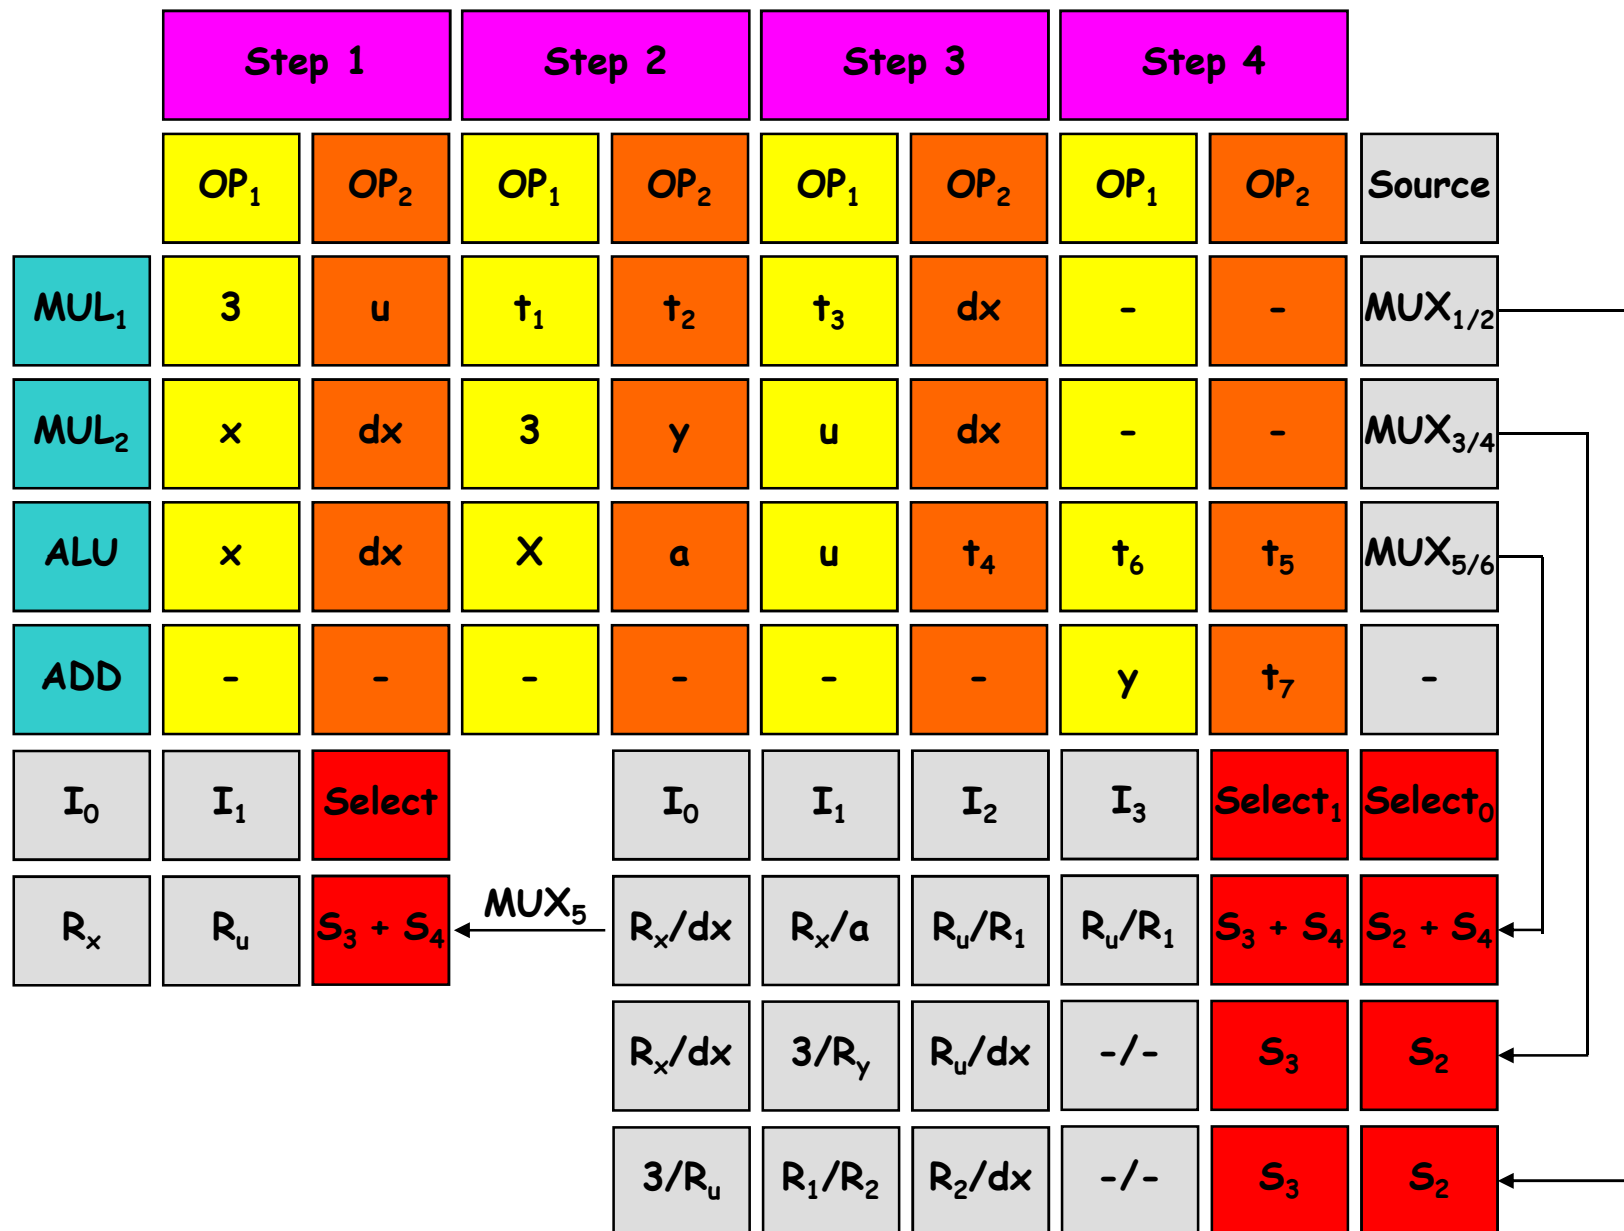 Step 1 Step 2 Step 3 Step 4
OP₁ OP₂ OP₁ OP₂ OP₁ OP₂ OP₁ OP₂ Source
MUL₁ 3 u t₁ t₂ t₃ dx - - MUX₁/₂
MUL₂ x dx 3 y u dx - - MUX₃/₄
ALU x dx X a u t₄ t₆ t₅ MUX₅/₆
ADD - - - - - - y t₇ -
I₀ I₁ Select I₀ I₁ I₂ I₃ Select₁ Select₀
Rₓ Rᵤ S₃ + S₄ MUX₅ Rₓ/dx Rₓ/a Rᵤ/R₁ Rᵤ/R₁ S₃ + S₄ S₂ + S₄
Rₓ/dx 3/R_y Rᵤ/dx -/- S₃ S₂
3/Rᵤ R₁/R₂ R₂/dx -/- S₃ S₂